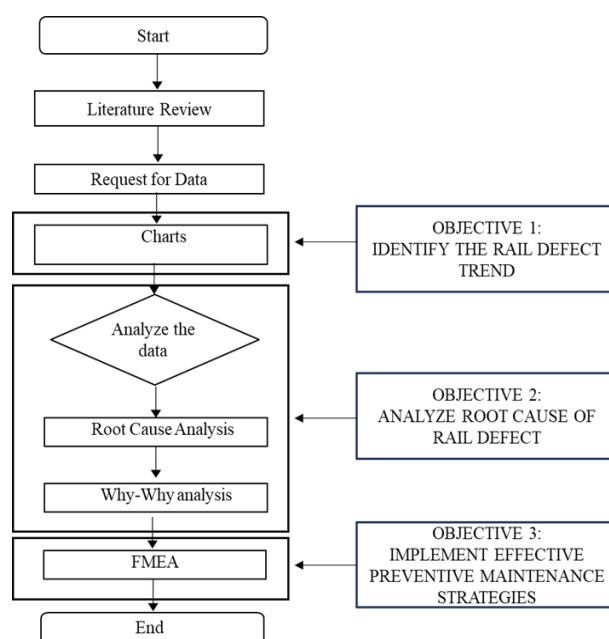 Start
Literature Review
Request for Data
Charts
OBJECTIVE 1:
IDENTIFY THE RAIL DEFECT
TREND
Analyze the
data
Root Cause Analysis
Why-Why analysis
OBJECTIVE 2:
ANALYZE ROOT CAUSE OF
RAIL DEFECT
FMEA
OBJECTIVE 3:
IMPLEMENT EFFECTIVE
PREVENTIVE MAINTENANCE
STRATEGIES
End